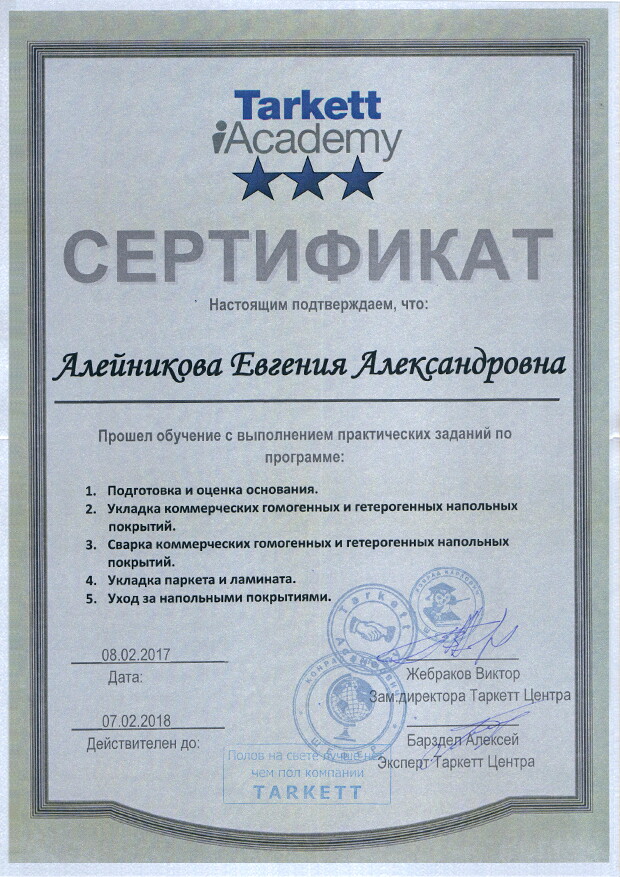 Tarkett
iAcademy
СЕРТИФИКАТ
Настоящим подтверждаем, что:
Алейникова Евгения Александровна
Прошел обучение с выполнением практических заданий по
программе:
1. Подготовка и оценка основания.
2. Укладка коммерческих гомогенных и гетерогенных напольных
покрытий.
3. Сварка коммерческих гомогенных и гетерогенных напольных
покрытий.
4. Укладка паркета и ламината.
5. Уход за напольными покрытиями.
Tarkett
08.02.2017
Дата:
Жебраков Виктор
Зам.директора Таркетт Центра
07.02.2018
Действителен до:
Барздел Алексей
Эксперт Таркетт Центра
Полов на свете лучше нет
чем пол компании
TARKETT